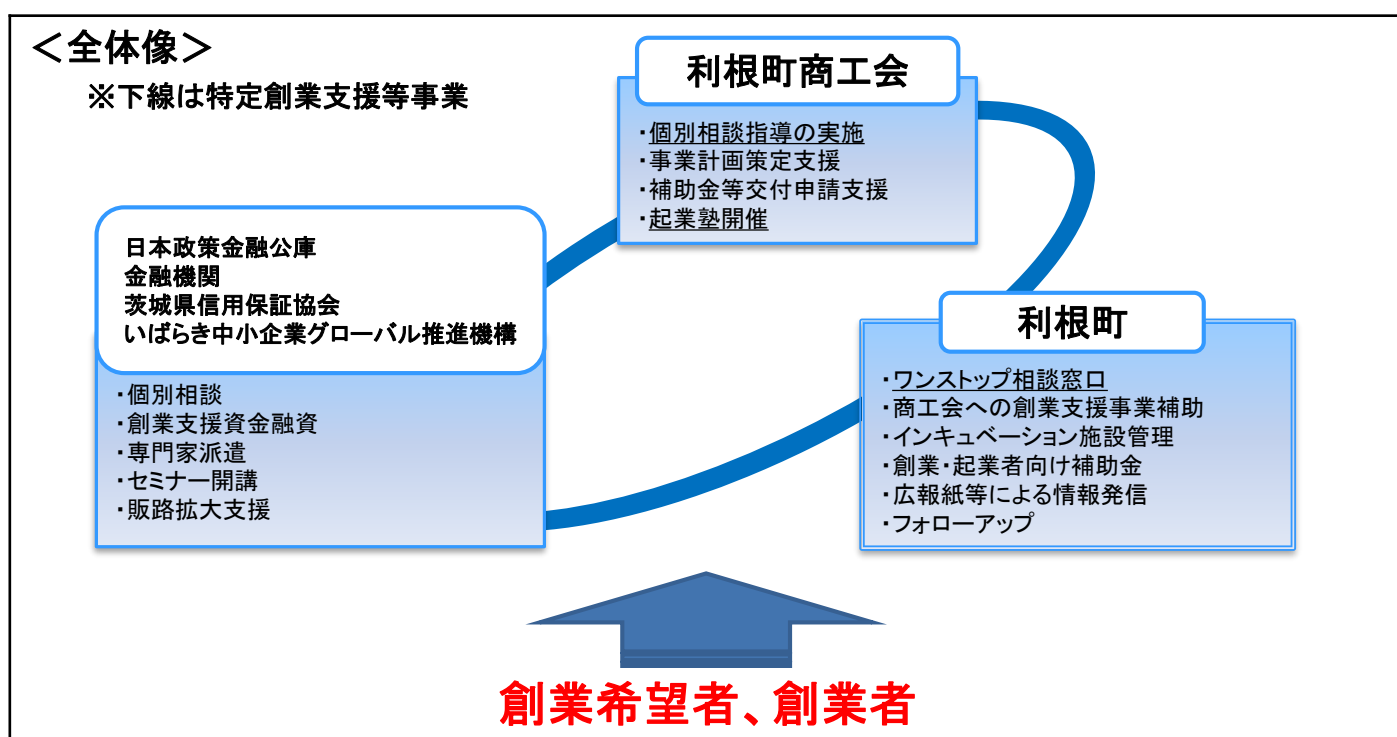 ＜全体像＞
※下線は特定創業支援等事業
利根町商工会
・個別相談指導の実施
・事業計画策定支援
・補助金等交付申請支援
・起業塾開催
日本政策金融公庫
金融機関
茨城県信用保証協会
いばらき中小企業グローバル推進機構
・個別相談
・創業支援資金融資
・専門家派遣
・セミナー開講
・販路拡大支援
利根町
・ワンストップ相談窓口
・商工会への創業支援事業補助
・インキュベーション施設管理
・創業・起業者向け補助金
・広報紙等による情報発信
・フォローアップ
創業希望者、創業者